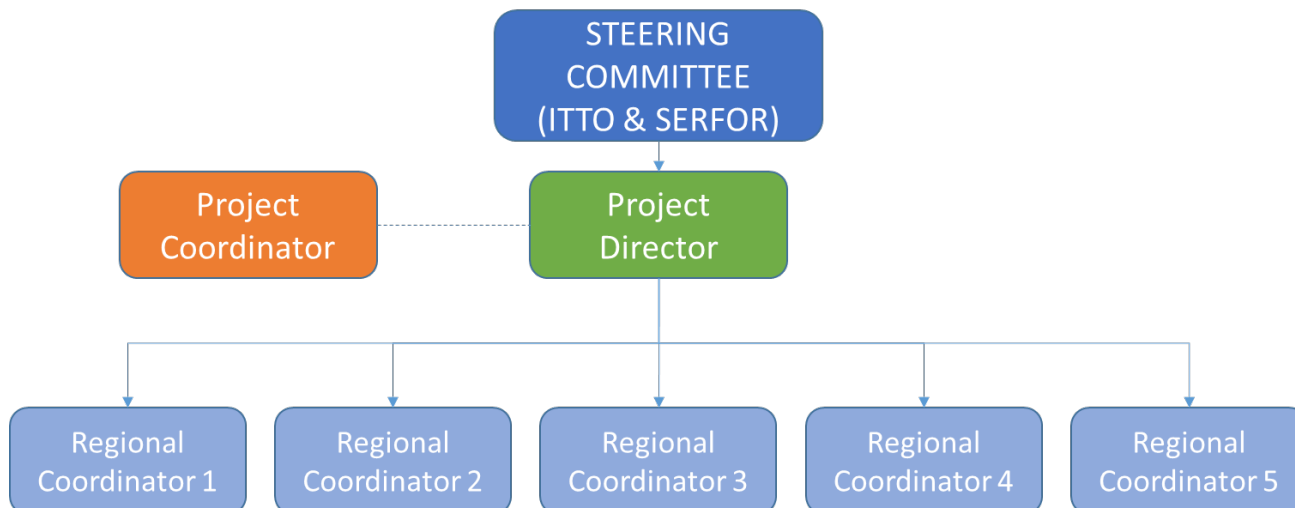 STEERING
COMMITTEE
(ITTO & SERFOR)
Project
Coordinator
Project
Director
Regional
Coordinator 1
Regional
Coordinator 2
Regional
Coordinator 3
Regional
Coordinator 4
Regional
Coordinator 5